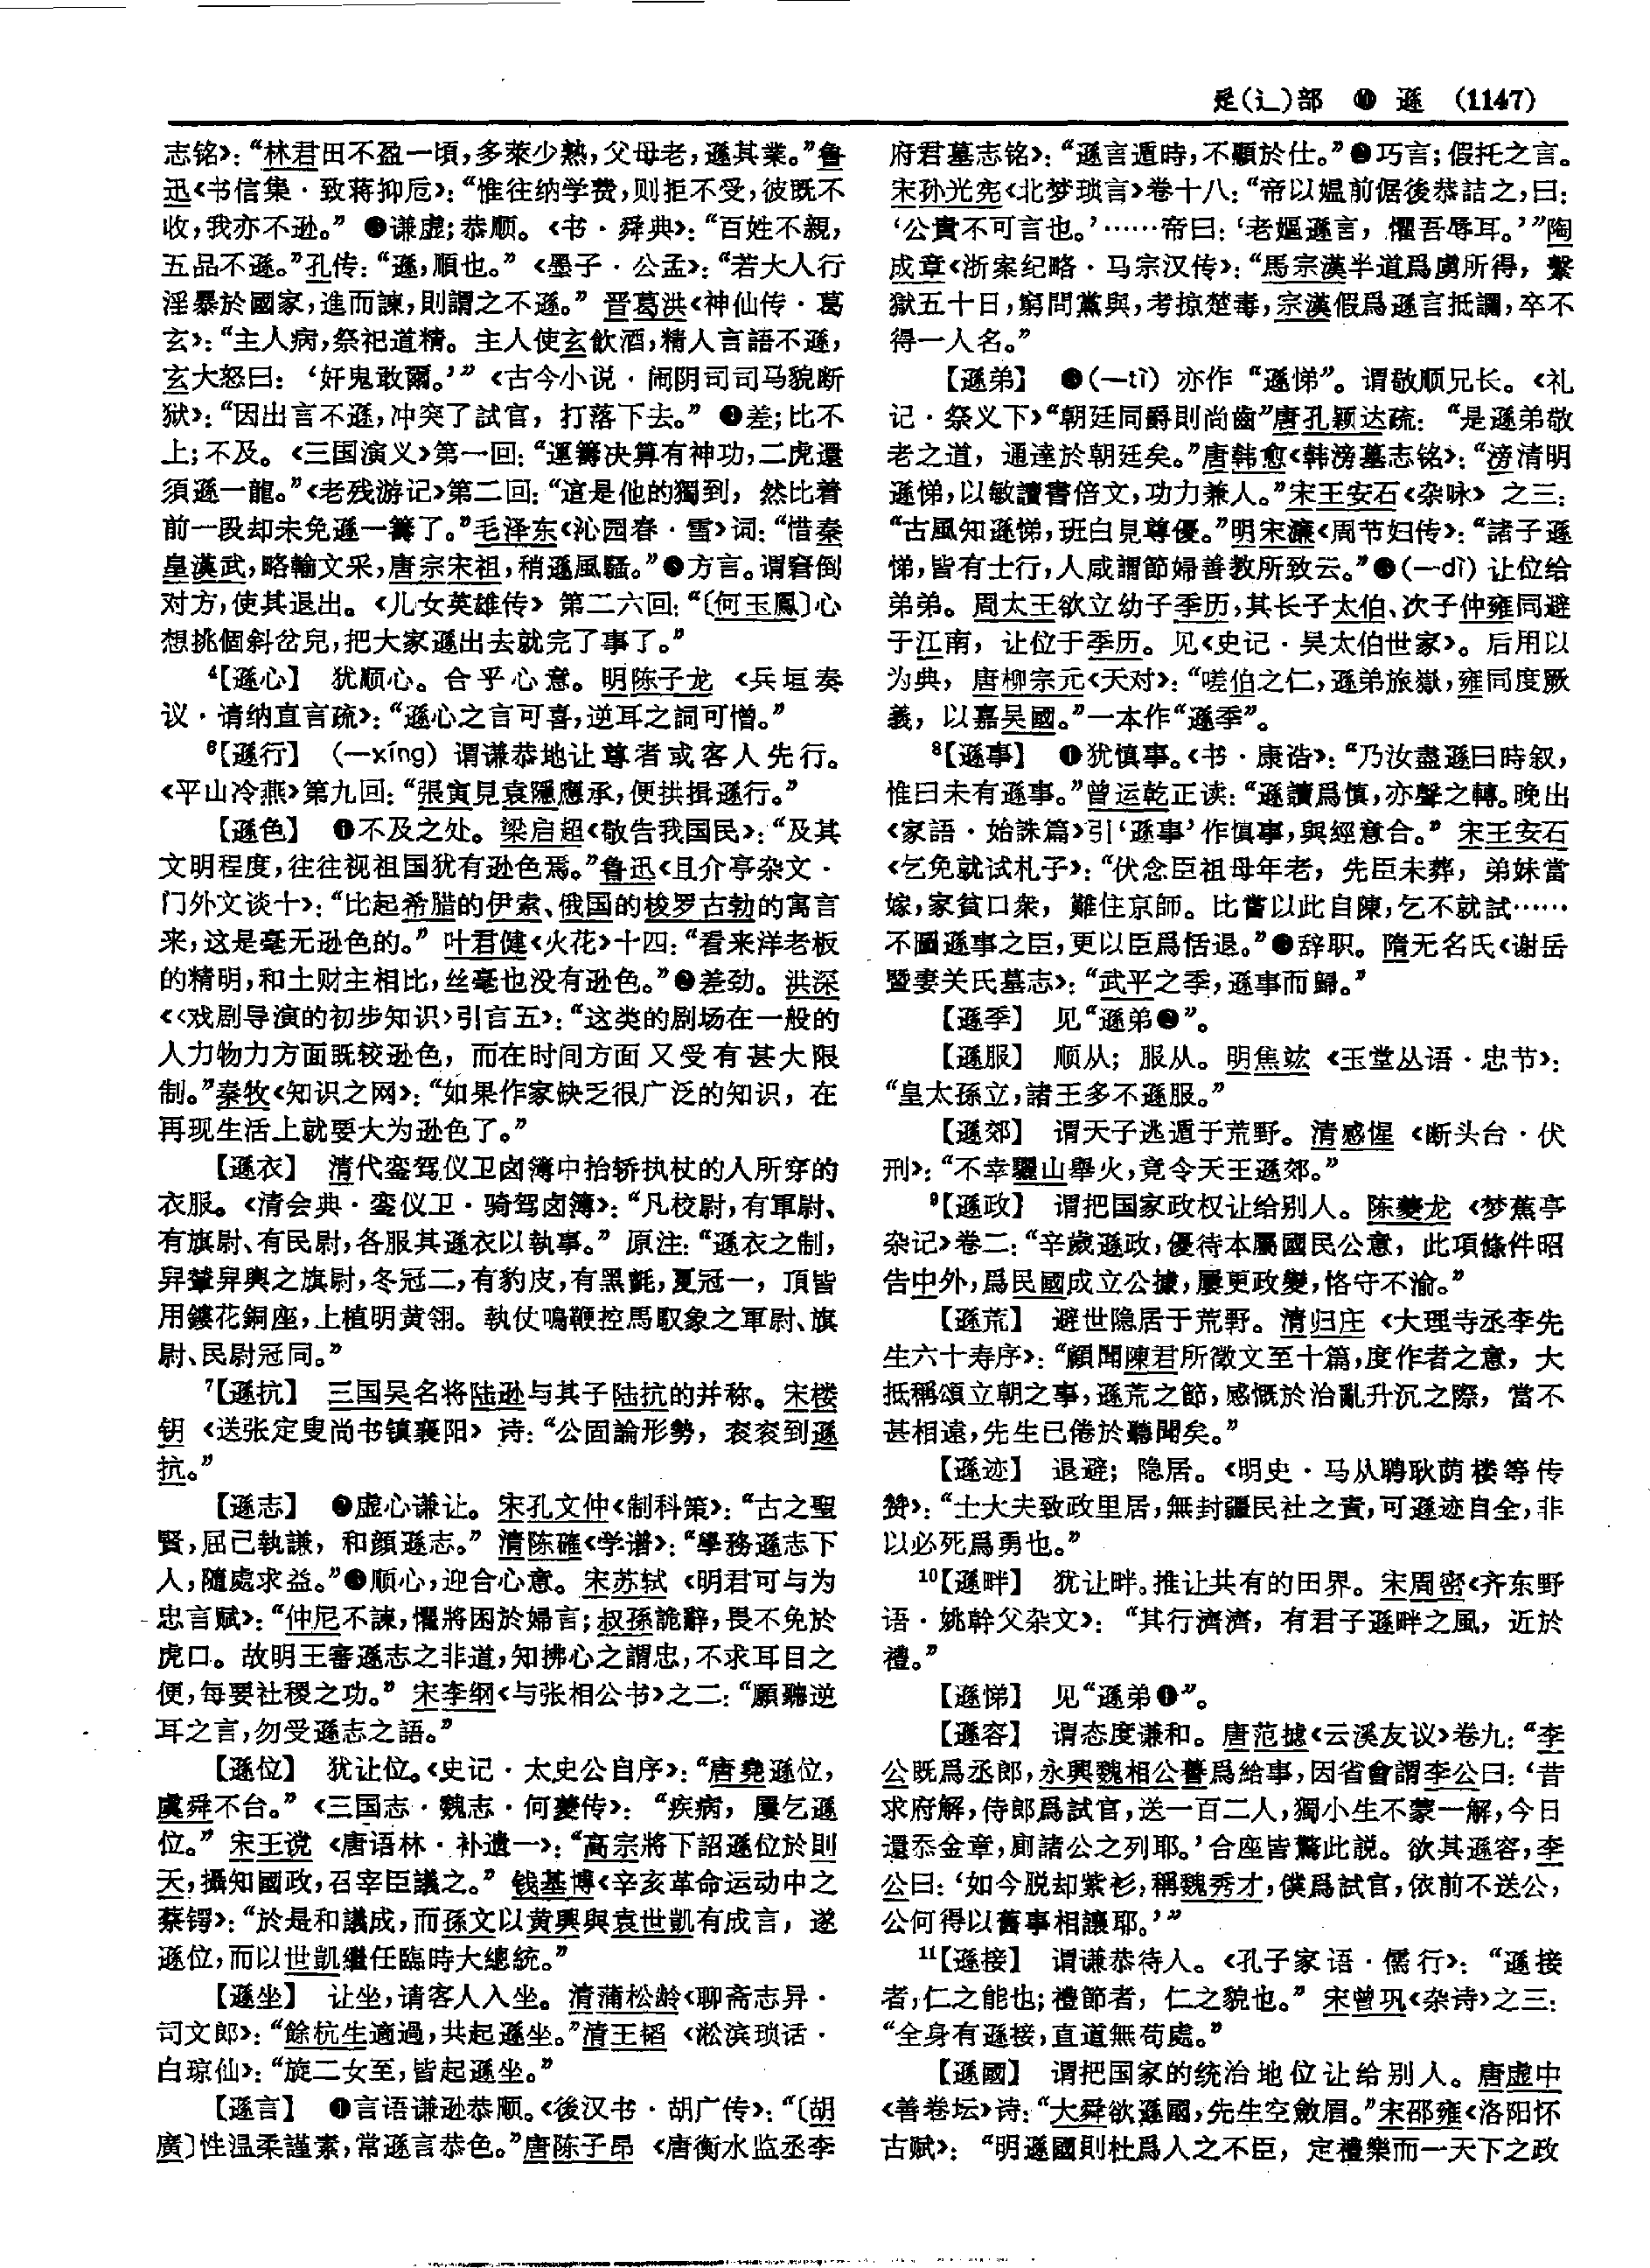 辵(辶)部　⑩　遜　(1147)
志铭》：“林君田不盈一頃，多萊少熟，父母老，遜其業。”鲁
迅《书信集·致蒋抑卮》：“惟往纳学费，则拒不受，彼既不
收，我亦不逊。” ❸谦虚；恭顺。《书·舜典》：“百姓不親，
五品不遜。”孔传：“遜，順也。”《墨子·公孟》：“若大人行
淫暴於國家，進而諫，則謂之不遜。” 晋葛洪《神仙传·葛
玄》：“主人病，祭祀道精。主人使玄飲酒，精人言語不遜，
玄大怒曰：‘奸鬼敢爾。’”《古今小说·闹阴司司马貌断
狱》：“因出言不遜，冲突了試官，打落下去。” ❹差；比不
上；不及。《三国演义》第一回：“運籌决算有神功，二虎還
須遜一龍。”《老残游记》第二回：“這是他的獨到，然比着
前一段却未免遜一籌了。”毛泽东《沁园春·雪》词：“惜秦
皇漢武，略輸文采，唐宗宋祖，稍遜風騷。”❺方言。谓窘倒
对方，使其退出。《儿女英雄传》第二六回：“〔何玉鳳〕心
想挑個斜岔兒，把大家遜出去就完了事了。”
4【遜心】　犹顺心。合乎心意。明陈子龙《兵垣奏
议·请纳直言疏》：“遜心之言可喜，逆耳之詞可憎。”
6【遜行】　（—xíng）谓谦恭地让尊者或客人先行。
《平山冷燕》第九回：“張寅見袁隱應承，便拱揖遜行。”
【遜色】　❶不及之处。梁启超《敬告我国民》：“及其
文明程度，往往视祖国犹有逊色焉。”鲁迅《且介亭杂文·
门外文谈十》：“比起希腊的伊索、俄国的梭罗古勃的寓言
来，这是毫无逊色的。” 叶君健《火花》十四：“看来洋老板
的精明，和土财主相比，丝毫也没有逊色。”❷差劲。洪深
《〈戏剧导演的初步知识〉引言五》：“这类的剧场在一般的
人力物力方面既较逊色，而在时间方面又受有甚大限
制。”秦牧《知识之网》：“如果作家缺乏很广泛的知识，在
再现生活上就要大为逊色了。”
【遜衣】　清代銮驾仪卫卤簿中抬轿执杖的人所穿的
衣服。《清会典·銮仪卫·骑驾卤簿》：“凡校尉，有軍尉、
有旗尉、有民尉，各服其遜衣以執事。” 原注：“遜衣之制，
舁輦舁輿之旗尉，冬冠二，有豹皮，有黑氈，夏冠一，頂皆
用鏤花銅座，上植明黄翎。執仗鳴鞭控馬馭象之軍尉、旗
尉、民尉冠同。”
7【遜抗】　三国吴名将陆逊与其子陆抗的并称。宋楼
钥《送张定叟尚书镇襄阳》诗：“公固論形勢，衮衮到遜
抗。”
【遜志】　❷虚心谦让。宋孔文仲《制科策》：“古之聖
賢，屈己執謙，和顔遜志。” 清陈確《学谱》：“學務遜志下
人，隨處求益。”❸顺心，迎合心意。宋苏轼《明君可与为
忠言赋》：“仲尼不諫，懼將困於婦言；叔孫詭辭，畏不免於
虎口。故明王審遜志之非道，知拂心之謂忠，不求耳目之
便，每要社稷之功。” 宋李纲《与张相公书》之二：“願聽逆
耳之言，勿受遜志之語。”
【遜位】　犹让位。《史记·太史公自序》：“唐堯遜位，
虞舜不台。”《三国志·魏志·何夔传》：“疾病，屢乞遜
位。” 宋王谠《唐语林·补遗一》：“高宗將下詔遜位於則
天，攝知國政，召宰臣議之。” 钱基博《辛亥革命运动中之
蔡锷》：“於是和議成，而孫文以黄興與袁世凱有成言，遂
遜位，而以世凱繼任臨時大總統。”
【遜坐】　让坐，请客人入坐。清蒲松龄《聊斋志异·
司文郎》：“餘杭生適過，共起遜坐。”清王韬《淞滨琐话·
白琼仙》：“旋二女至，皆起遜坐。”
【遜言】　❶言语谦逊恭顺。《後汉书·胡广传》：“〔胡
廣〕性温柔謹素，常遜言恭色。”唐陈子昂《唐衡水监丞李
府君墓志铭》：“遜言遁時，不願於仕。”❷巧言；假托之言。
宋孙光宪《北梦琐言》卷十八：“帝以媪前倨後恭詰之，曰：
‘公貴不可言也。’……帝曰：‘老嫗遜言，懼吾辱耳。’”陶
成章《浙案纪略·马宗汉传》：“馬宗漢半道爲虜所得，繫
獄五十日，窮問黨與，考掠楚毒，宗漢假爲遜言抵讕，卒不
得一人名。”
【遜弟】　❶（—tì）亦作“遜悌”。谓敬顺兄长。《礼
记·祭义下》“朝廷同爵則尚齒”唐孔颖达疏：“是遜弟敬
老之道，通達於朝廷矣。”唐韩愈《韩滂墓志铭》：“滂清明
遜悌，以敏讀書倍文，功力兼人。”宋王安石《杂咏》之三：
“古風知遜悌，班白見尊優。”明宋濂《周节妇传》：“諸子遜
悌，皆有士行，人咸謂節婦善教所致云。”❷（—dì）让位给
弟弟。周太王欲立幼子季历，其长子太伯、次子仲雍同避
于江南，让位于季历。见《史记·吴太伯世家》。后用以
为典，唐柳宗元《天对》：“嗟伯之仁，遜弟旅嶽，雍同度厥
義，以嘉吴國。”一本作“遜季”。
8【遜事】　❶犹慎事。《书·康诰》：“乃汝盡遜曰時叙，
惟曰未有遜事。”曾运乾正读：“遜讀爲慎，亦聲之轉。晚出
《家語·始誅篇》引‘遜事’作慎事，與經意合。” 宋王安石
《乞免就试札子》：“伏念臣祖母年老，先臣未葬，弟妹當
嫁，家貧口衆，難住京師。比嘗以此自陳，乞不就試……
不圖遜事之臣，更以臣爲恬退。”❷辞职。隋无名氏《谢岳
暨妻关氏墓志》：“武平之季，遜事而歸。”
【遜季】　见“遜弟❷”。
【遜服】　顺从；服从。明焦竑《玉堂丛语·忠节》：
“皇太孫立，諸王多不遜服。”
【遜郊】　谓天子逃遁于荒野。清感惺《断头台·伏
刑》：“不幸驪山舉火，竟令天王遜郊。”
9【遜政】　谓把国家政权让给别人。陈夔龙《梦蕉亭
杂记》卷二：“辛歲遜政，優待本屬國民公意，此項條件昭
告中外，爲民國成立公據，屢更政變，恪守不渝。”
【遜荒】　避世隐居于荒野。清归庄《大理寺丞李先
生六十寿序》：“顧聞陳君所徵文至十篇，度作者之意，大
抵稱頌立朝之事，遜荒之節，感慨於治亂升沉之際，當不
甚相遠，先生已倦於聽聞矣。”
【遜迹】　退避；隐居。《明史·马从聘耿荫楼等传
赞》：“士大夫致政里居，無封疆民社之責，可遜迹自全，非
以必死爲勇也。”
10【遜畔】　犹让畔。推让共有的田界。宋周密《齐东野
语·姚幹父杂文》：“其行濟濟，有君子遜畔之風，近於
禮。”
【遜悌】　见“遜弟❶”。
【遜容】　谓态度谦和。唐范摅《云溪友议》卷九：“李
公既爲丞郎，永興魏相公謩爲給事，因省會謂李公曰：‘昔
求府解，侍郎爲試官，送一百二人，獨小生不蒙一解，今日
還忝金章，廁諸公之列耶。’合座皆驚此説。欲其遜容，李
公曰：‘如今脱却紫衫，稱魏秀才，僕爲試官，依前不送公，
公何得以舊事相讓耶。’”
11【遜接】　谓谦恭待人。《孔子家语·儒行》：“遜接
者，仁之能也；禮節者，仁之貌也。” 宋曾巩《杂诗》之三：
“全身有遜接，直道無苟處。”
【遜國】　谓把国家的统治地位让给别人。唐虚中
《善卷坛》诗：“大舜欲遜國，先生空斂眉。”宋邵雍《洛阳怀
古赋》：“明遜國則杜爲人之不臣，定禮樂而一天下之政